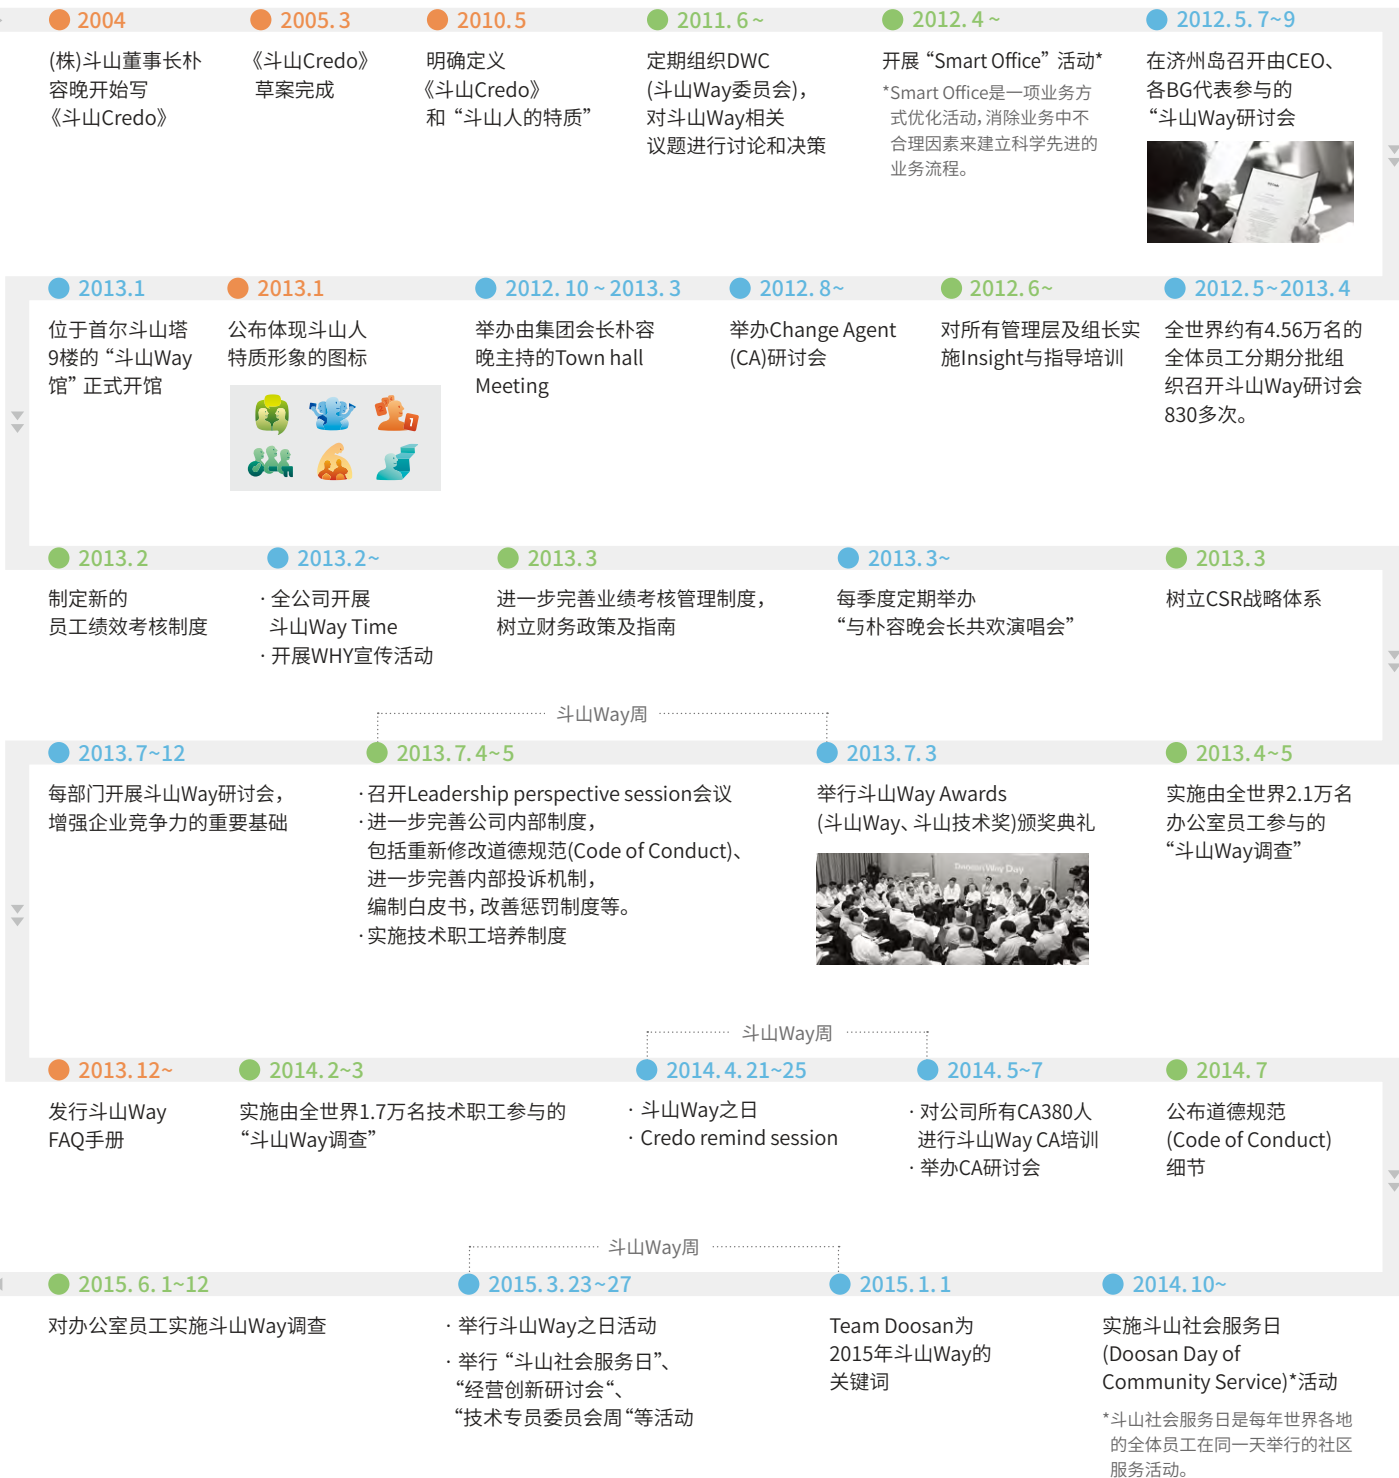 2004
(株)斗山董事长朴
容晚开始写
《斗山Credo》
2005. 3
《斗山Credo》
草案完成
2010. 5
明确定义
《斗山Credo》
和 “斗山人的特质”
2011. 6 ~
定期组织DWC
(斗山Way委员会)，
对斗山Way相关
议题进行讨论和决策
2012. 4 ~
开展 “Smart Office” 活动*
*Smart Office是一项业务方
式优化活动，消除业务中不
合理因素来建立科学先进的
业务流程。
2012. 5. 7~9
在济州岛召开由CEO、
各BG代表参与的
“斗山Way研讨会
2013.1
位于首尔斗山塔
9楼的 “斗山Way
馆” 正式开馆
2013.1
公布体现斗山人
特质形象的图标
1
2012. 10 ~ 2013. 3
举办由集团会长朴容
晚主持的Town hall
Meeting
2012. 8~
举办Change Agent
(CA)研讨会
2012. 6~
对所有管理层及组长实
施Insight与指导培训
2012. 5~2013. 4
全世界约有4.56万名的
全体员工分期分批组
织召开斗山Way研讨会
830多次。
2013. 2
制定新的
员工绩效考核制度
2013. 2~
· 全公司开展
斗山Way Time
· 开展WHY宣传活动
2013. 3
进一步完善业绩考核管理制度，
树立财务政策及指南
2013. 3~
每季度定期举办
“与朴容晚会长共欢演唱会”
2013. 3
树立CSR战略体系
斗山Way周
2013. 7~12
每部门开展斗山Way研讨会，
增强企业竞争力的重要基础
2013. 7. 4~5
·召开Leadership perspective session会议
·进一步完善公司内部制度，
包括重新修改道德规范(Code of Conduct)、
进一步完善内部投诉机制，
编制白皮书，改善惩罚制度等。
·实施技术职工培养制度
2013. 7. 3
举行斗山Way Awards
(斗山Way、斗山技术奖)颁奖典礼
Doosan Way Day
2013. 4~5
实施由全世界2.1万名
办公室员工参与的
“斗山Way调查”
斗山Way周
2013. 12~
发行斗山Way
FAQ手册
2014. 2~3
实施由全世界1.7万名技术职工参与的
“斗山Way调查”
2014. 4. 21~25
· 斗山Way之日
· Credo remind session
2014. 5~7
· 对公司所有CA380人
进行斗山Way CA培训
· 举办CA研讨会
2014. 7
公布道德规范
(Code of Conduct)
细节
斗山Way周
2015. 6. 1~12
对办公室员工实施斗山Way调查
2015. 3. 23~27
· 举行斗山Way之日活动
· 举行 “斗山社会服务日”、
“经营创新研讨会“、
“技术专员委员会周 “等活动
2015. 1. 1
Team Doosan为
2015年斗山Way的
关键词
2014. 10~
实施斗山社会服务日
(Doosan Day of
Community Service)*活动
*斗山社会服务日是每年世界各地
的全体员工在同一天举行的社区
服务活动。